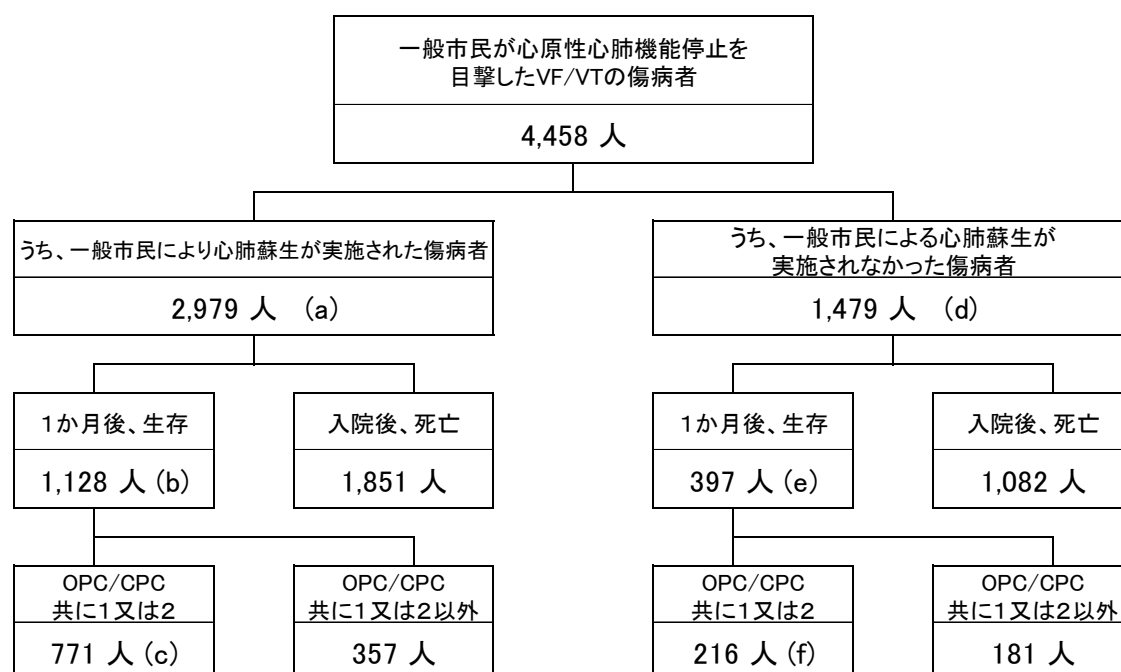 一般市民が心原性心肺機能停止を
目撃したVF/VTの傷病者
4,458 人
うち、一般市民により心肺蘇生が実施された傷病者
2,979 人 (a)
うち、一般市民による心肺蘇生が
実施されなかった傷病者
1,479 人 (d)
1か月後、生存
1,128 人 (b)
入院後、死亡
1,851 人
1か月後、生存
397 人 (e)
入院後、死亡
1,082 人
OPC/CPC
共に1又は2
771 人 (c)
OPC/CPC
共に1又は2以外
357 人
OPC/CPC
共に1又は2
216 人 (f)
OPC/CPC
共に1又は2以外
181 人